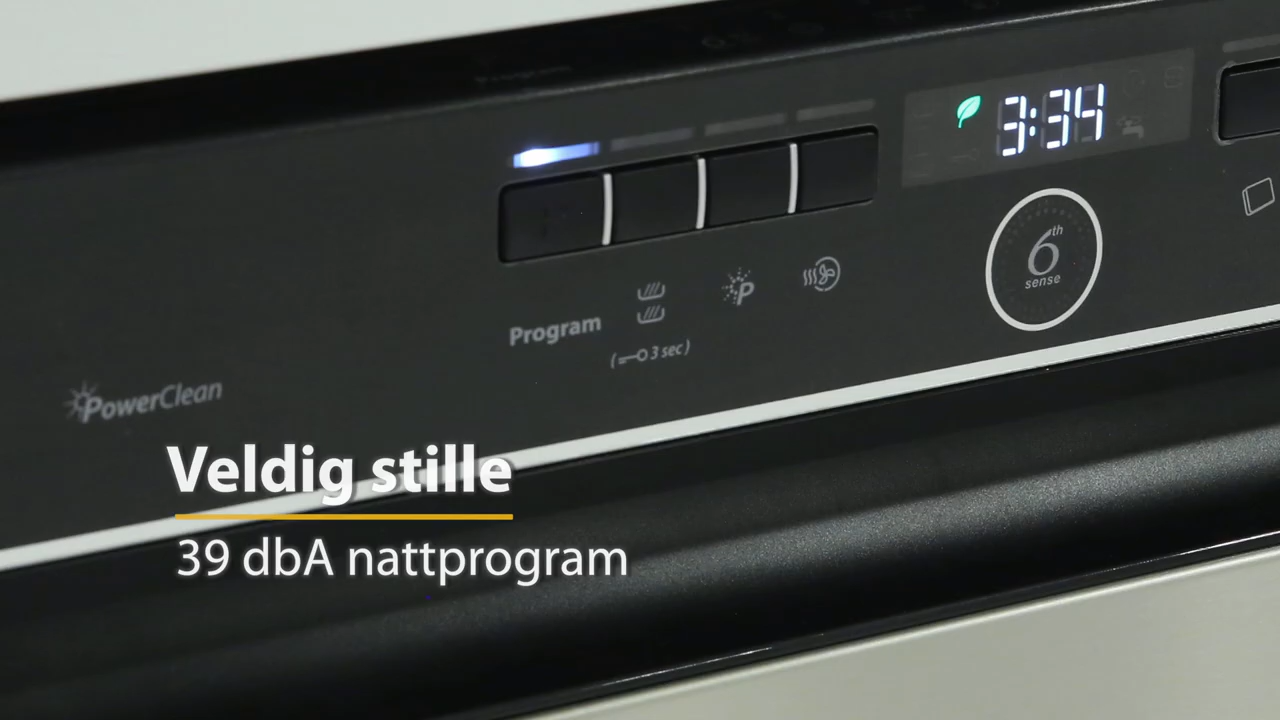 3:34
6th
sense
Program
(3 sec)
PowerClean
Veldig stille
39 dbA nattprogram